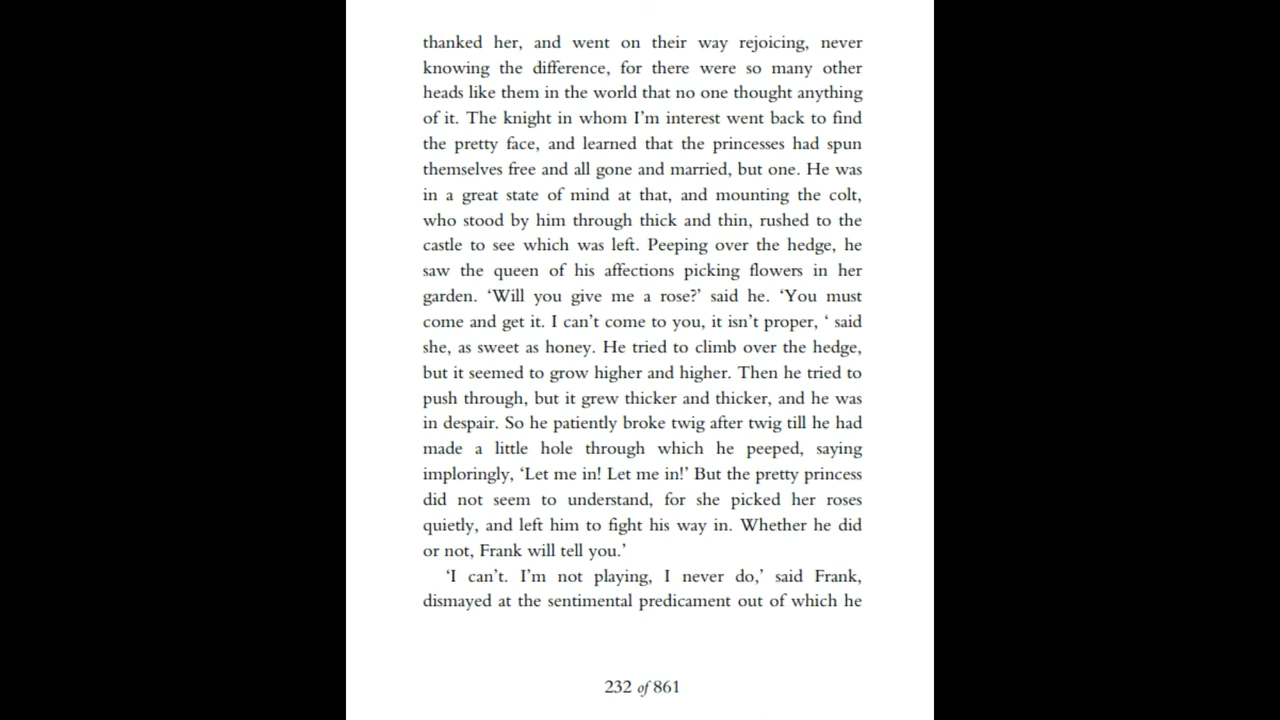 thanked her, and went on their way rejoicing, never
knowing the difference, for there were so many other
heads like them in the world that no one thought anything
of it. The knight in whom I’m interest went back to find
the pretty face, and learned that the princesses had spun
themselves free and all gone and married, but one. He was
in a great state of mind at that, and mounting the colt,
who stood by him through thick and thin, rushed to the
castle to see which was left. Peeping over the hedge, he
saw the queen of his affections picking flowers in her
garden. ‘Will you give me a rose?’ said he. ‘You must
come and get it. I can’t come to you, it isn’t proper, ‘ said
she, as sweet as honey. He tried to climb over the hedge,
but it seemed to grow higher and higher. Then he tried to
push through, but it grew thicker and thicker, and he was
in despair. So he patiently broke twig after twig till he had
made a little hole through which he peeped, saying
imploringly, ‘Let me in! Let me in!’ But the pretty princess
did not seem to understand, for she picked her roses
quietly, and left him to fight his way in. Whether he did
or not, Frank will tell you.’
‘I can’t. I’m not playing, I never do,’ said Frank,
dismayed at the sentimental predicament out of which he
232 of 861